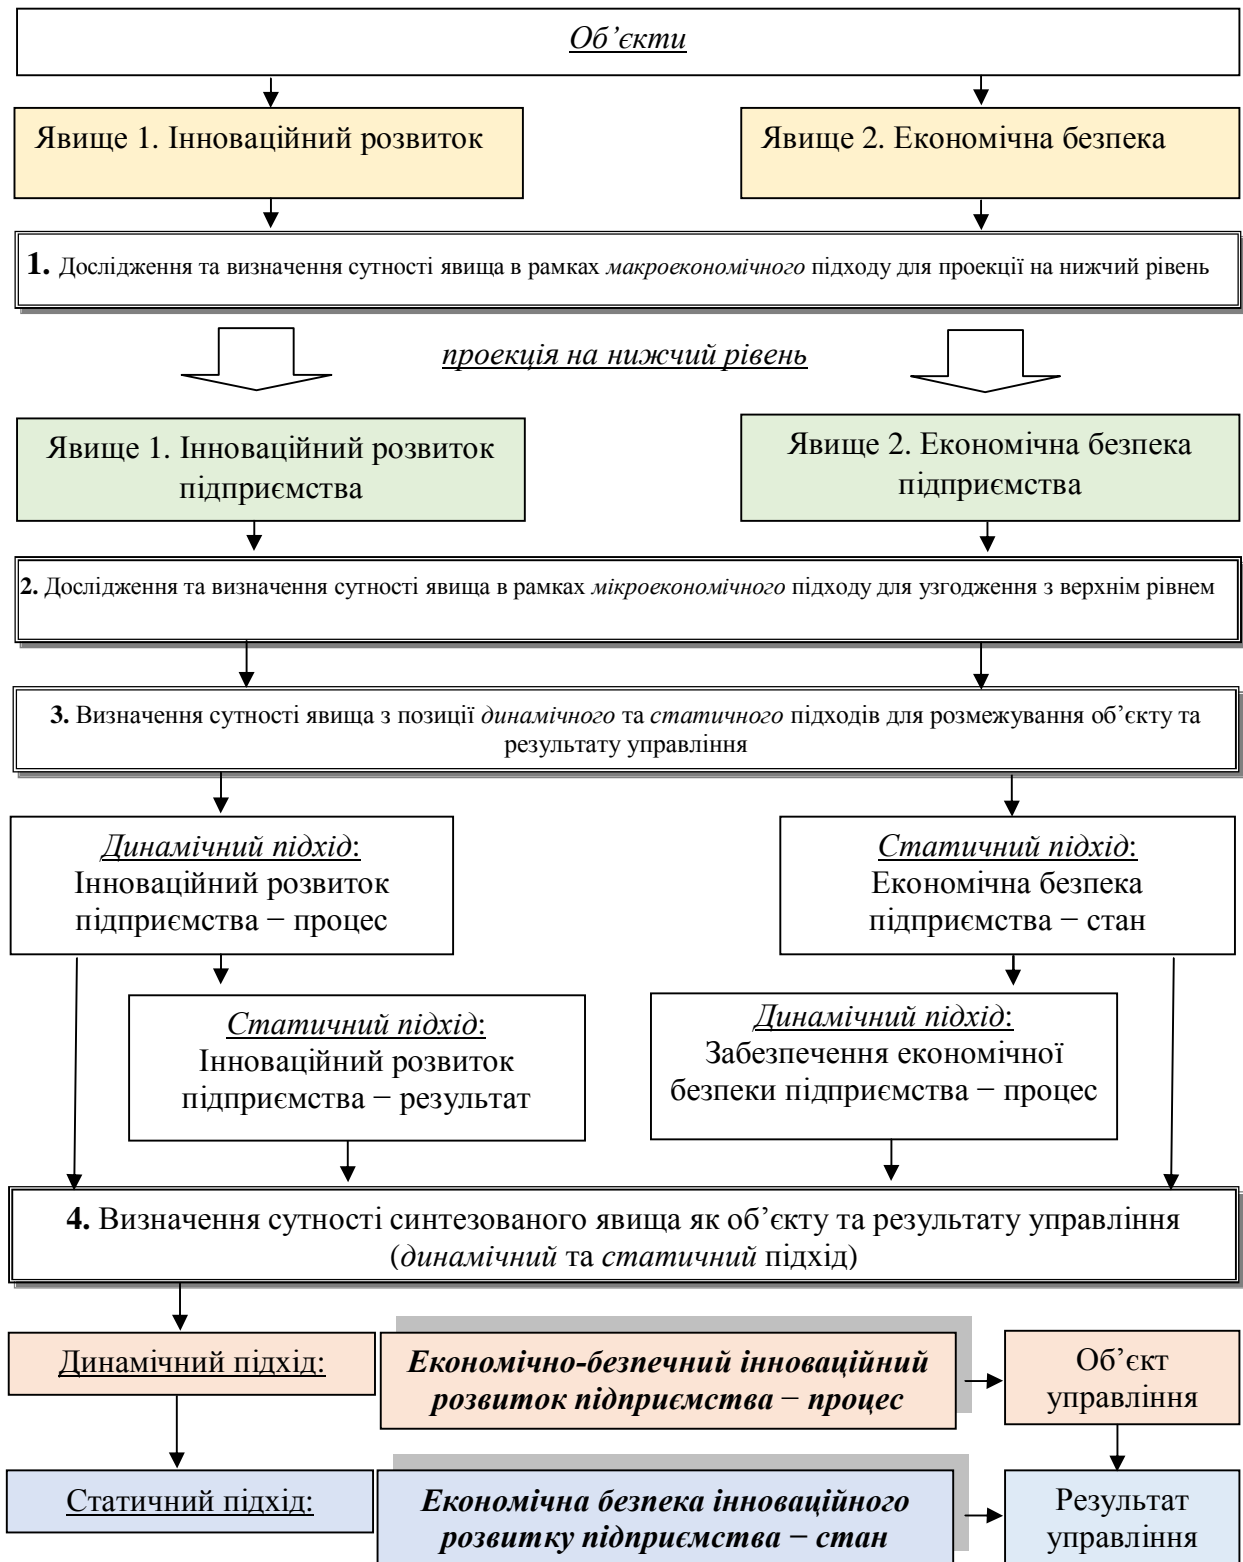 Об’єкти
Явище 1. Інноваційний розвиток
Явище 2. Економічна безпека
1. Дослідження та визначення сутності явища в рамках макроекономічного підходу для проекції на нижчий рівень
проекція на нижчий рівень
Явище 1. Інноваційний розвиток
підприємства
Явище 2. Економічна безпека
підприємства
2. Дослідження та визначення сутності явища в рамках мікроекономічного підходу для узгодження з верхнім рівнем
3. Визначення сутності явища з позиції динамічного та статичного підходів для розмежування об’єкту та
результату управління
Динамічний підхід:
Інноваційний розвиток
підприємства − процес
Статичний підхід:
Економічна безпека
підприємства − стан
Статичний підхід:
Інноваційний розвиток
підприємства − результат
Динамічний підхід:
Забезпечення економічної
безпеки підприємства − процес
4. Визначення сутності синтезованого явища як об’єкту та результату управління
(динамічний та статичний підхід)
Динамічний підхід:
Економічно-безпечний інноваційний
розвиток підприємства − процес
Об’єкт
управління
Статичний підхід:
Економічна безпека інноваційного
розвитку підприємства − стан
Результат
управління